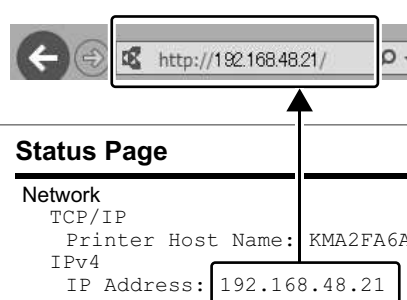 http://192.168.48.21/
Status Page
Network
TCP/IP
Printer Host Name: KMA2FA6A
IPv4
IP Address: 192.168.48.21